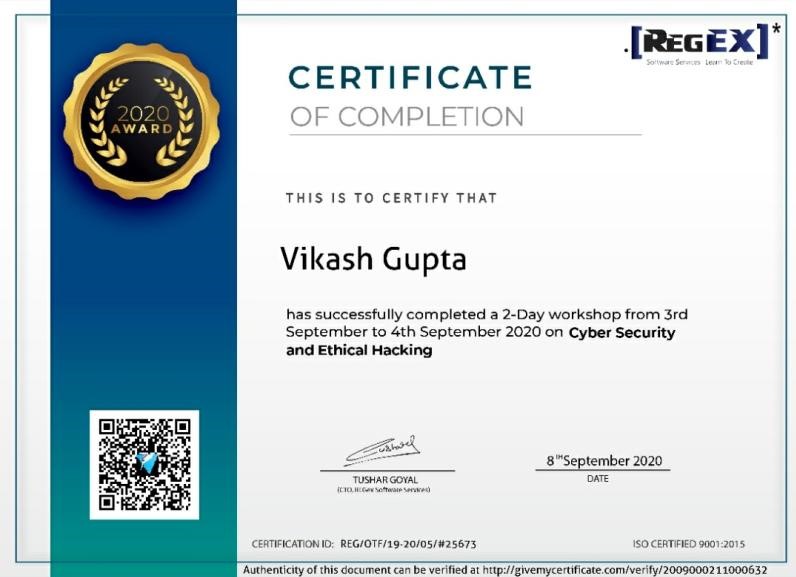 .[REGEX]*
Software Services Learn To Create
2020
AWARD
CERTIFICATE
OF COMPLETION
THIS IS TO CERTIFY THAT
Vikash Gupta
has successfully completed a 2-Day workshop from 3rd
September to 4th September 2020 on Cyber Security
and Ethical Hacking
TUSHAR GOYAL
(CTO, REGex Software Services)
8TH September 2020
DATE
CERTIFICATION ID: REG/OTF/19-20/05/#25673
ISO CERTIFIED 9001:2015
Authenticity of this document can be verified at http://givemycertificate.com/verify/2009000211000632